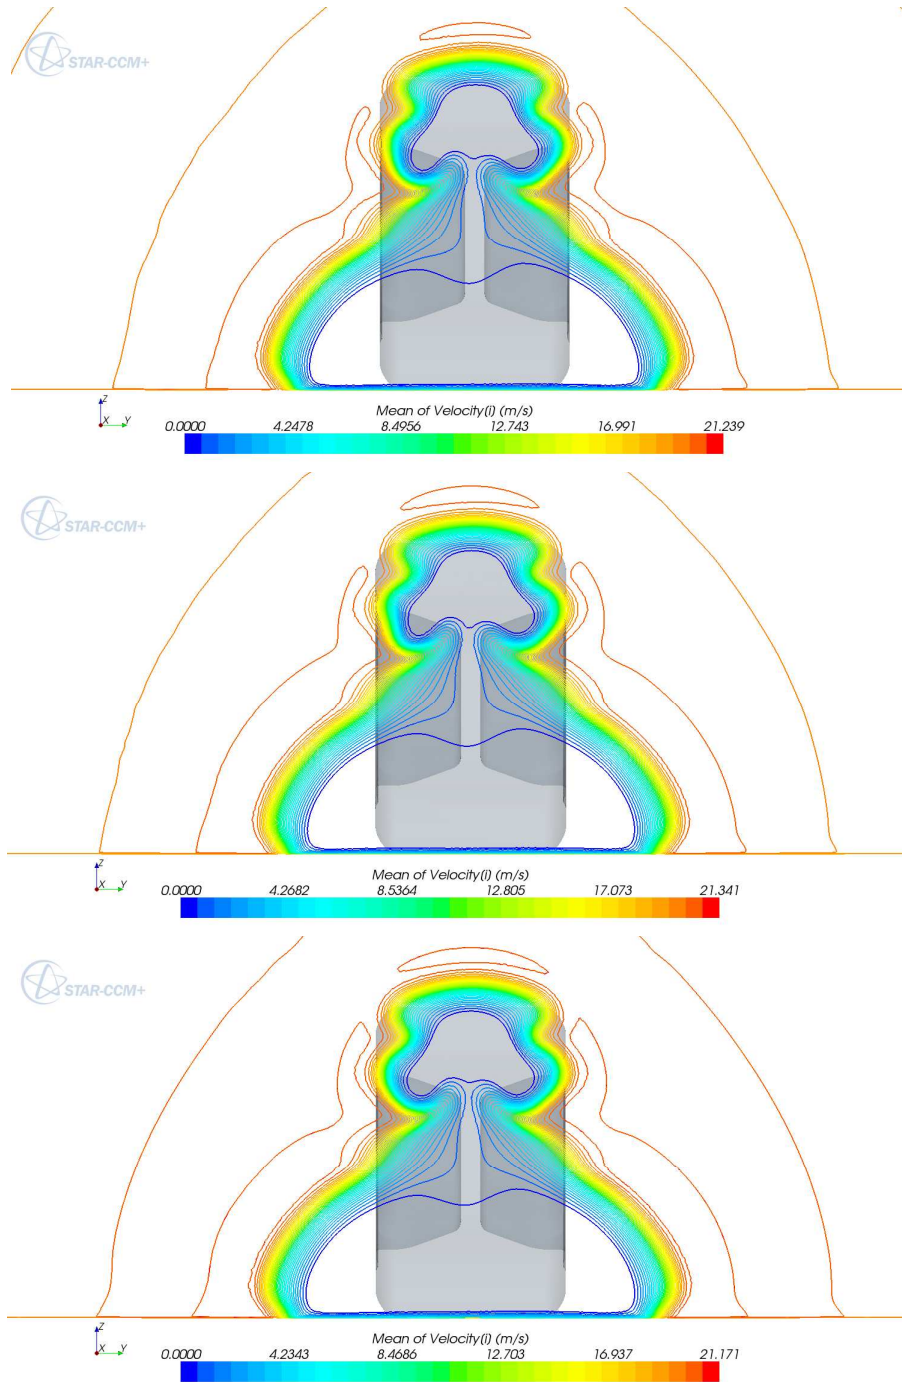 STAR-CCM+
Z
X Y
Mean of Velocity(i) (m/s)
0.0000 4.2478 8.4956 12.743 16.991 21.239
STAR-CCM+
Z
X Y
Mean of Velocity(i) (m/s)
0.0000 4.2682 8.5364 12.805 17.073 21.341
STAR-CCM+
Z
X Y
Mean of Velocity(i) (m/s)
0.0000 4.2343 8.4686 12.703 16.937 21.171